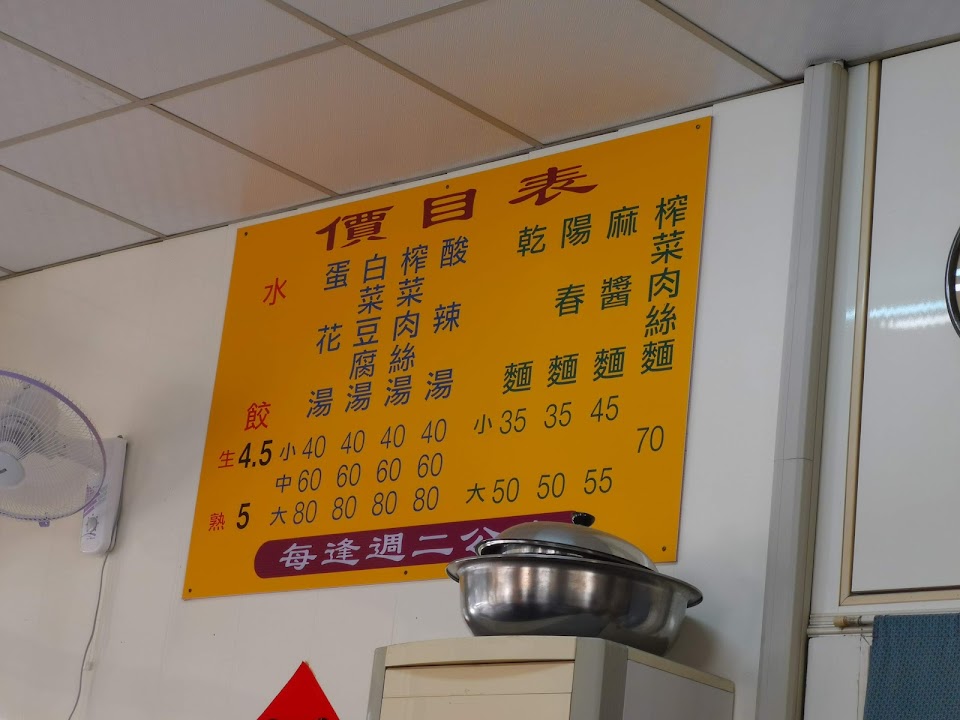 價目表
水餃
生 4.5
熟 5
蛋花湯
白菜豆腐湯
榨菜肉絲湯
酸辣湯
小 40 40 40 40
中 60 60 60 60
大 80 80 80 80
乾麵
陽春麵
麻醬麵
榨菜肉絲麵
小 35 35 45
70
大 50 50 55
每逢週二公